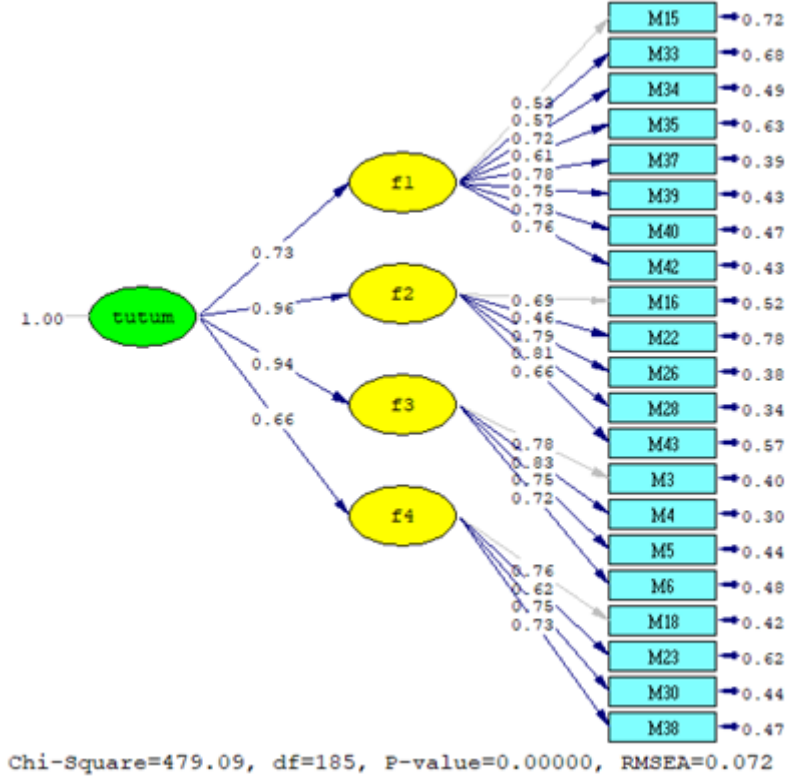 M15 0.72
M33 0.68
M34 0.49
M35 0.63
M37 0.39
M39 0.43
M40 0.47
M42 0.43
M16 0.52
M22 0.78
M26 0.38
M28 0.34
M43 0.57
M3 0.40
M4 0.30
M5 0.44
M6 0.48
M18 0.42
M23 0.62
M30 0.44
M38 0.47
0.53
0.57
0.72
0.61
0.78
0.75
0.73
0.76
f1
0.69
0.46
0.79
0.81
0.66
f2
0.78
0.83
0.75
0.72
f3
0.76
0.62
0.75
0.73
f4
0.73
0.96
0.94
0.66
1.00 tutum
Chi-Square=479.09, df=185, P-value=0.00000, RMSEA=0.072